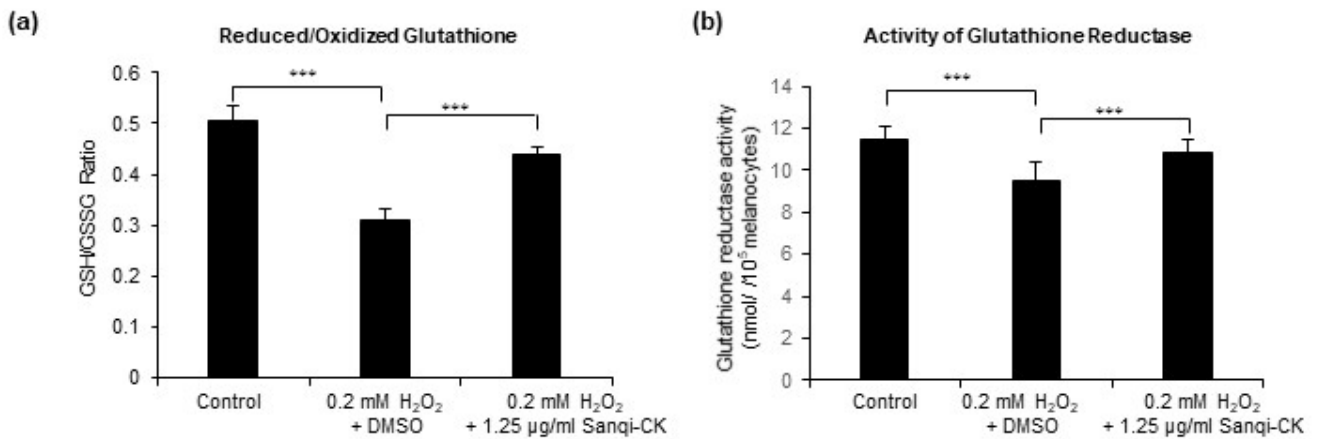 (a)
Reduced/Oxidized Glutathione
GSH/GSSG Ratio
0.6
0.5
0.4
0.3
0.2
0.1
0
***
***
Control
0.2 mM H₂O₂
+ DMSO
0.2 mM H₂O₂
+ 1.25 µg/ml Sanqi-CK
(b)
Activity of Glutathione Reductase
Glutathione reductase activity
(nmol/ /10⁵ melanocytes)
14
12
10
8
6
4
2
0
***
***
Control
0.2 mM H₂O₂
+ DMSO
0.2 mM H₂O₂
+ 1.25 µg/ml Sanqi-CK